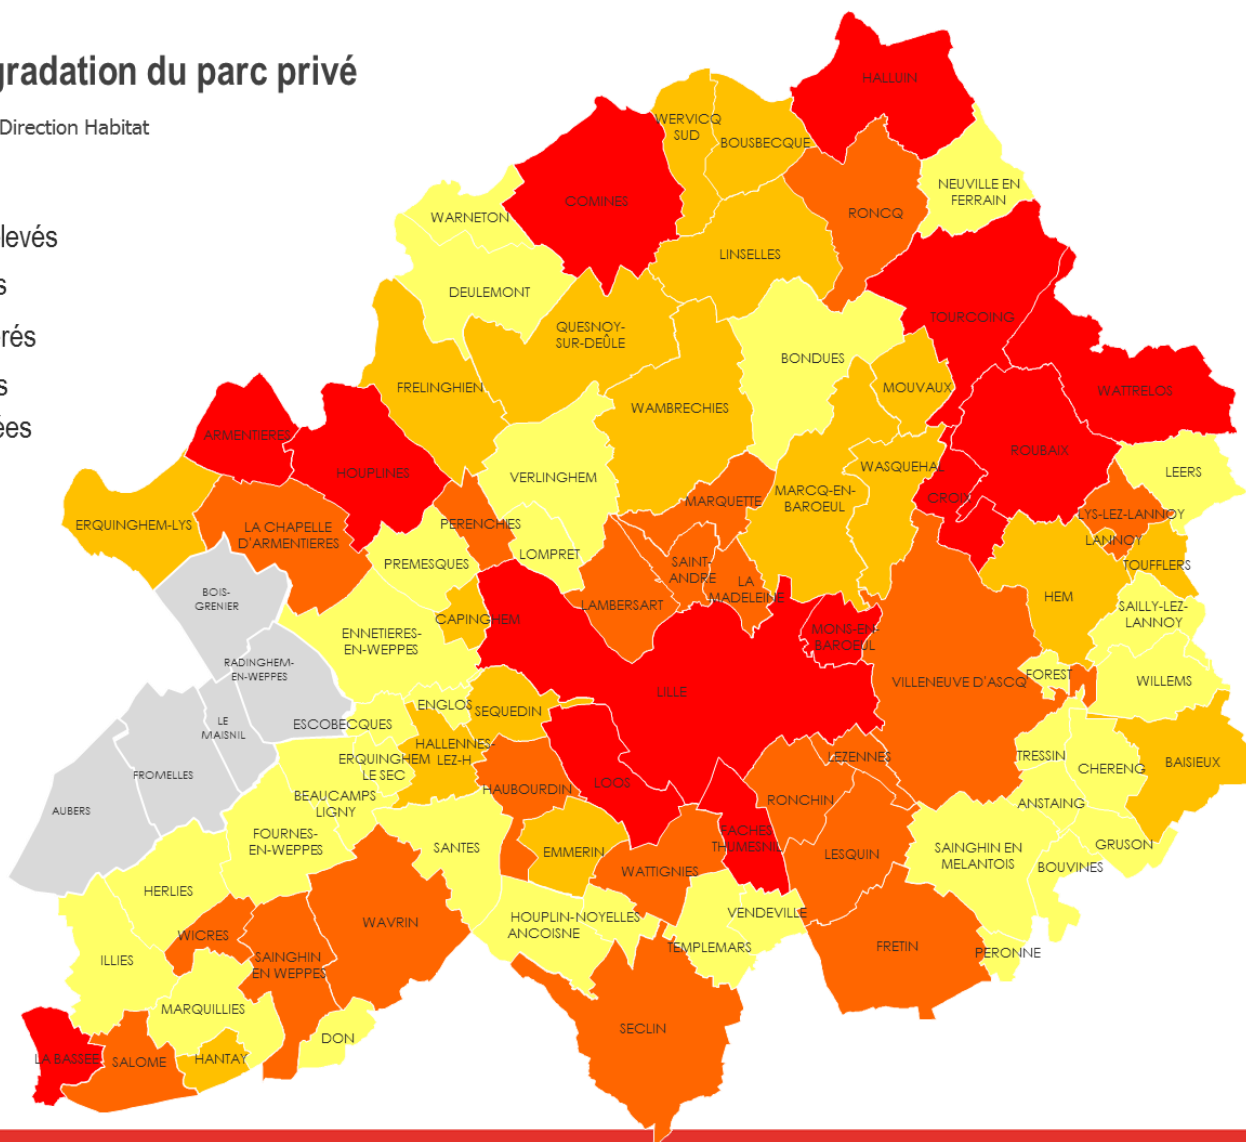 gradation du parc privé
Direction Habitat
levés
s
rés
s
ées
HALLUIN
WERVICQ
SUD
BOUSBECQUE
NEUVILLE EN
FERRAIN
COMINES
RONCQ
WARNETON
LINSELLES
DEULEMONT
TOURCOING
QUESNOY-
SUR-DEÛLE
BONDUES
FRELINGHIEN
MOUVAUX
WATTRELOS
WAMBRECHIES
ARMENTIERES
ROUBAIX
HOUPLINES
VERLINGHEM
WASQUEHAL
LEERS
MARCQ-EN-
BAROEUL
CROIX
MARQUETTE
LYS-LEZ-LANNOY
ERQUINGHEM-LYS
LA CHAPELLE
D'ARMENTIERES
PERENCHIES
LANNOY
LOMPRET
PREMESQUES
SAINT-
ANDRE
TOUFFLERS
LA
MADELEINE
BOIS-
GRENIER
HEM
LAMBERSART
CAPINGHEM
SAILLY-LEZ-
LANNOY
ENNETIERES-
EN-WEPPES
MONS-EN-
BAROEUL
RADINGHEM-
EN-WEPPES
FOREST
VILLENEUVE D'ASCQ
WILLEMS
LILLE
ENGLOS
SEQUEDIN
LE
MAISNIL
ESCOBECQUES
HALLENNES-
LEZ-H
ERQUINGHEM
LE SEC
LEZENNES
TRESSIN
BAISIEUX
CHERENG
FROMELLES
LOOS
HAUBOURDIN
BEAUCAMPS
LIGNY
RONCHIN
ANSTAING
AUBERS
FOURNES-
EN-WEPPES
FACHES
THUMESNIL
SANTES
EMMERIN
LESQUIN
SAINGHIN EN
MELANTOIS
GRUSON
BOUVINES
WATTIGNIES
HERLIES
HOUPLIN-
ANCOISNE
NOYELLES
VENDEVILLE
WAVRIN
WICRES
TEMPLEMARS
FRETIN
PERONNE
ILLIES
SAINGHIN
EN WEPPES
MARQUILLIES
SECLIN
DON
LA BASSEE
SALOME
HANTAY